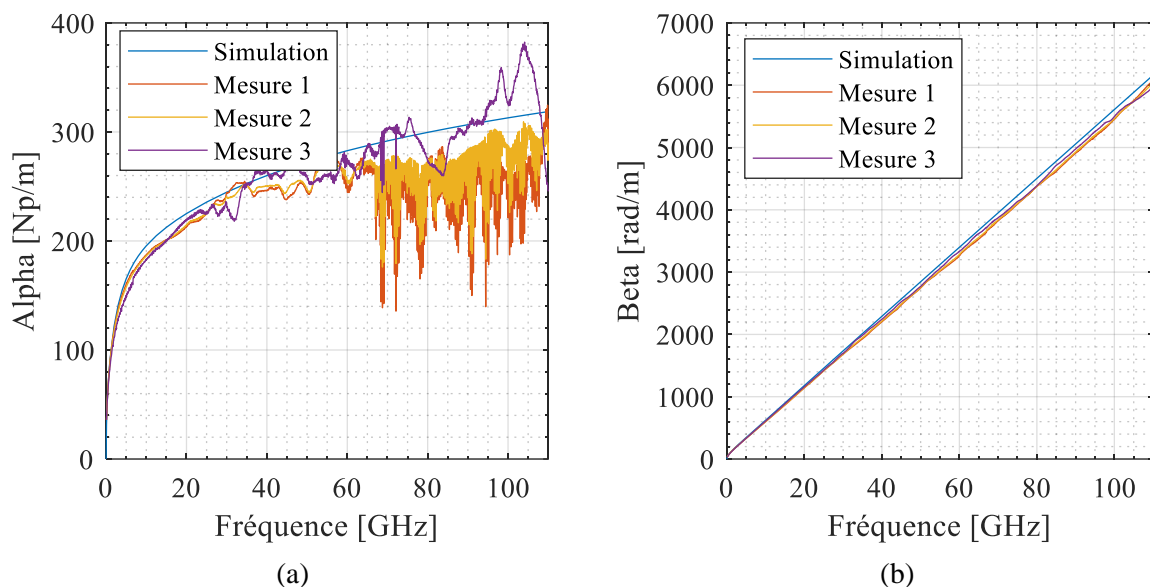 400
300
200
100
0
Alpha [Np/m]
Simulation
Mesure 1
Mesure 2
Mesure 3
0 20 40 60 80 100
Fréquence [GHz]
(a)
7000
6000
5000
4000
3000
2000
1000
0
Beta [rad/m]
Simulation
Mesure 1
Mesure 2
Mesure 3
0 20 40 60 80 100
Fréquence [GHz]
(b)